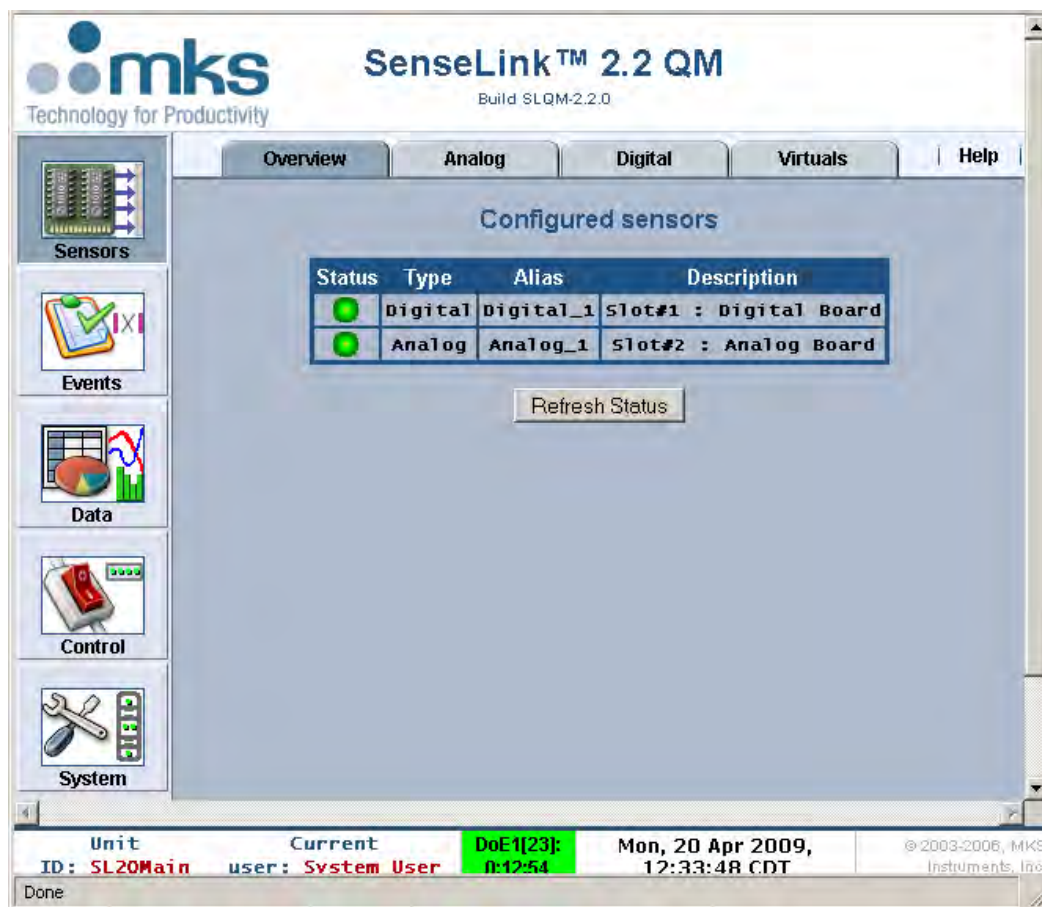 mks
Technology for Productivity
SenseLink™ 2.2 QM
Build SLQM-2.2.0
Overview Analog Digital Virtuals | Help |
Sensors
Events
Data
Control
System
Configured sensors
Status Type Alias Description
Digital Digital_1 Slot#1 : Digital Board
Analog Analog_1 Slot#2 : Analog Board
Refresh Status
Unit Current DoE1[23]: Mon, 20 Apr 2009, © 2003-2006, MKS
ID: SL20Main user: System User 0:12:54 12:33:48 CDT Instruments, Inc
Done